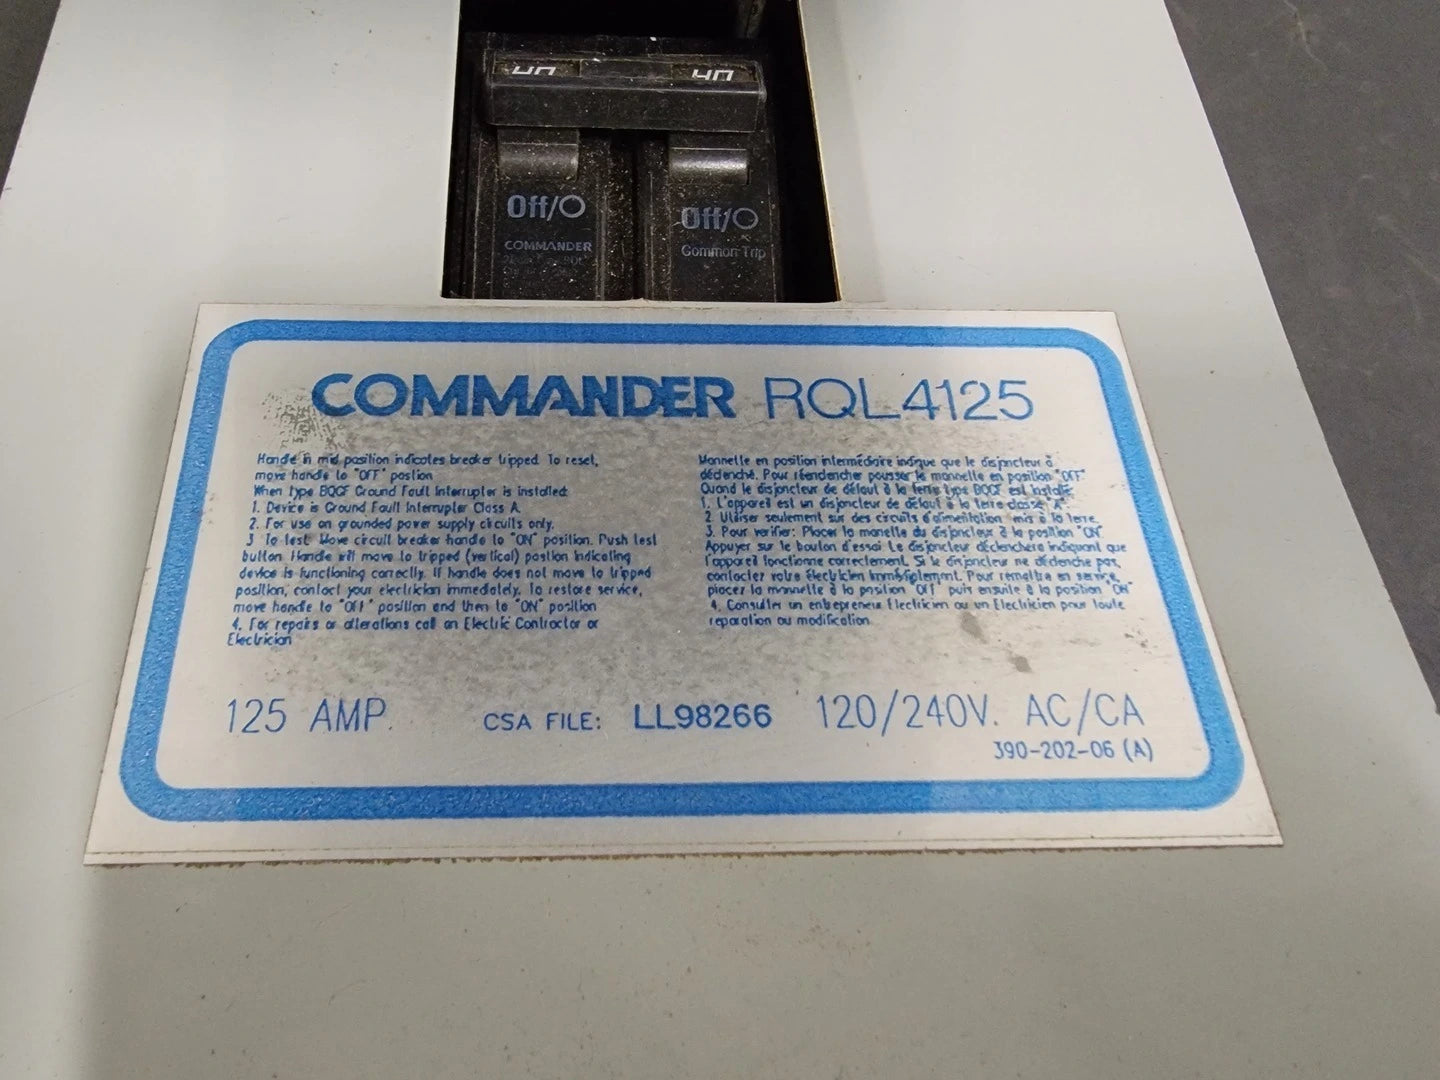 40 40
Off/O Off/O
COMMANDER Common Trip
COMMANDER RQL4125
Handle in mid position indicates breaker tripped. To reset,
move handle to "OFF" position
When type BQGF Ground Fault Interrupter is installed:
1. Device is Ground Fault Interrupter Class A.
2. For use on grounded power supply circuits only.
3. To test: Move circuit breaker handle to "ON" position. Push test
button. Handle will move to tripped (vertical) position indicating
device is functioning correctly. If handle does not move to tripped
position, contact your electrician immediately. To restore service,
move handle to "OFF" position and then to "ON" position
4. For repairs or alterations call an Electric Contractor or
Electrician
Mannette en position intermédiaire indique que le disjoncteur à
déclenché. Pour réenclencher pousser le mannette en position "OFF"
Quand le disjoncteur de défaut à la terre type BQGF est installé:
1. L'appareil est un disjoncteur de défaut à la terre classe "A"
2. Utiliser seulement sur des circuits d'alimentation mis à la terre.
3. Pour vérifier: Placer la manette du disjoncteur à la position "ON"
Appuyer sur le bouton d'essai. Le disjoncteur déclenchera indiquant que
l'appareil fonctionne correctement. Si le disjoncteur ne déclenche pas,
contactez votre électricien immédiatement. Pour remettre en service,
placez la mannette à la position "OFF" puis ensuite à la position "ON"
4. Consulter un entrepreneur Electricien ou un Electricien pour toute
reparation ou modification.
125 AMP. CSA FILE: LL98266 120/240V. AC/CA
390-202-06 (A)